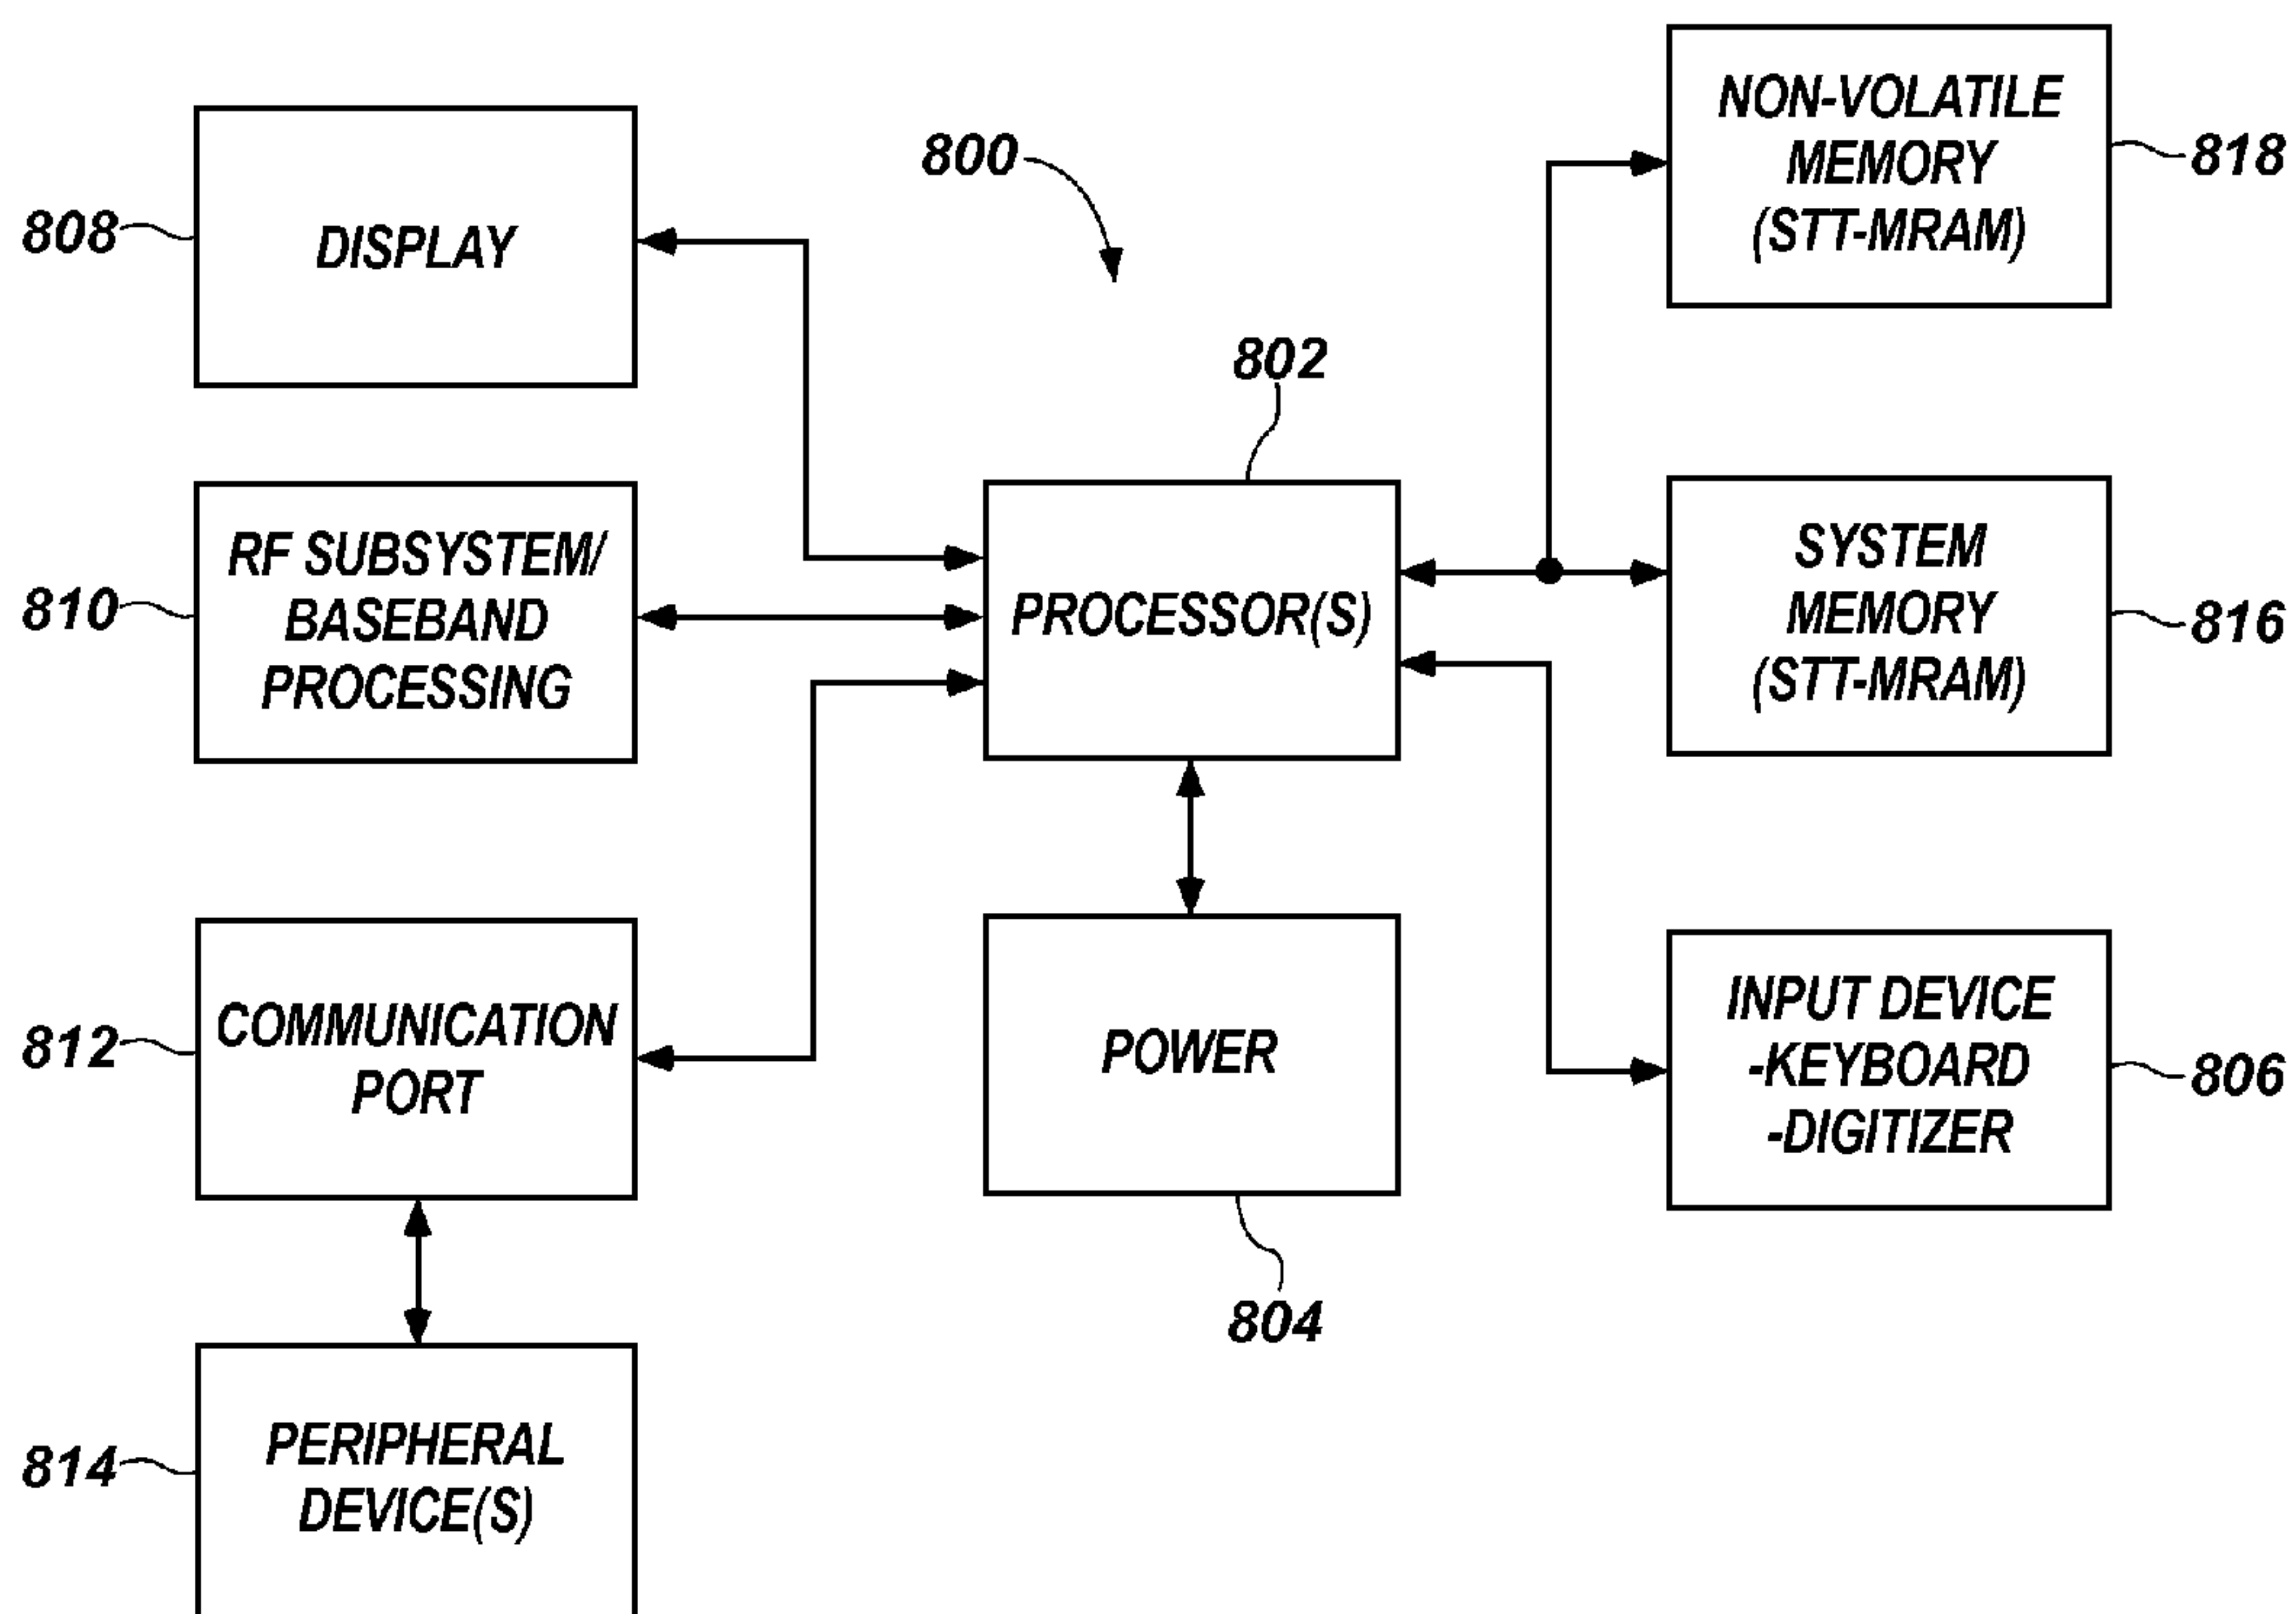 800
808
DISPLAY
810
RF SUBSYSTEM/
BASEBAND
PROCESSING
812
COMMUNICATION
PORT
814
PERIPHERAL
DEVICE(S)
802
PROCESSOR(S)
POWER
804
NON-VOLATILE
MEMORY
(STT-MRAM)
818
SYSTEM
MEMORY
(STT-MRAM)
816
INPUT DEVICE
-KEYBOARD
-DIGITIZER
806